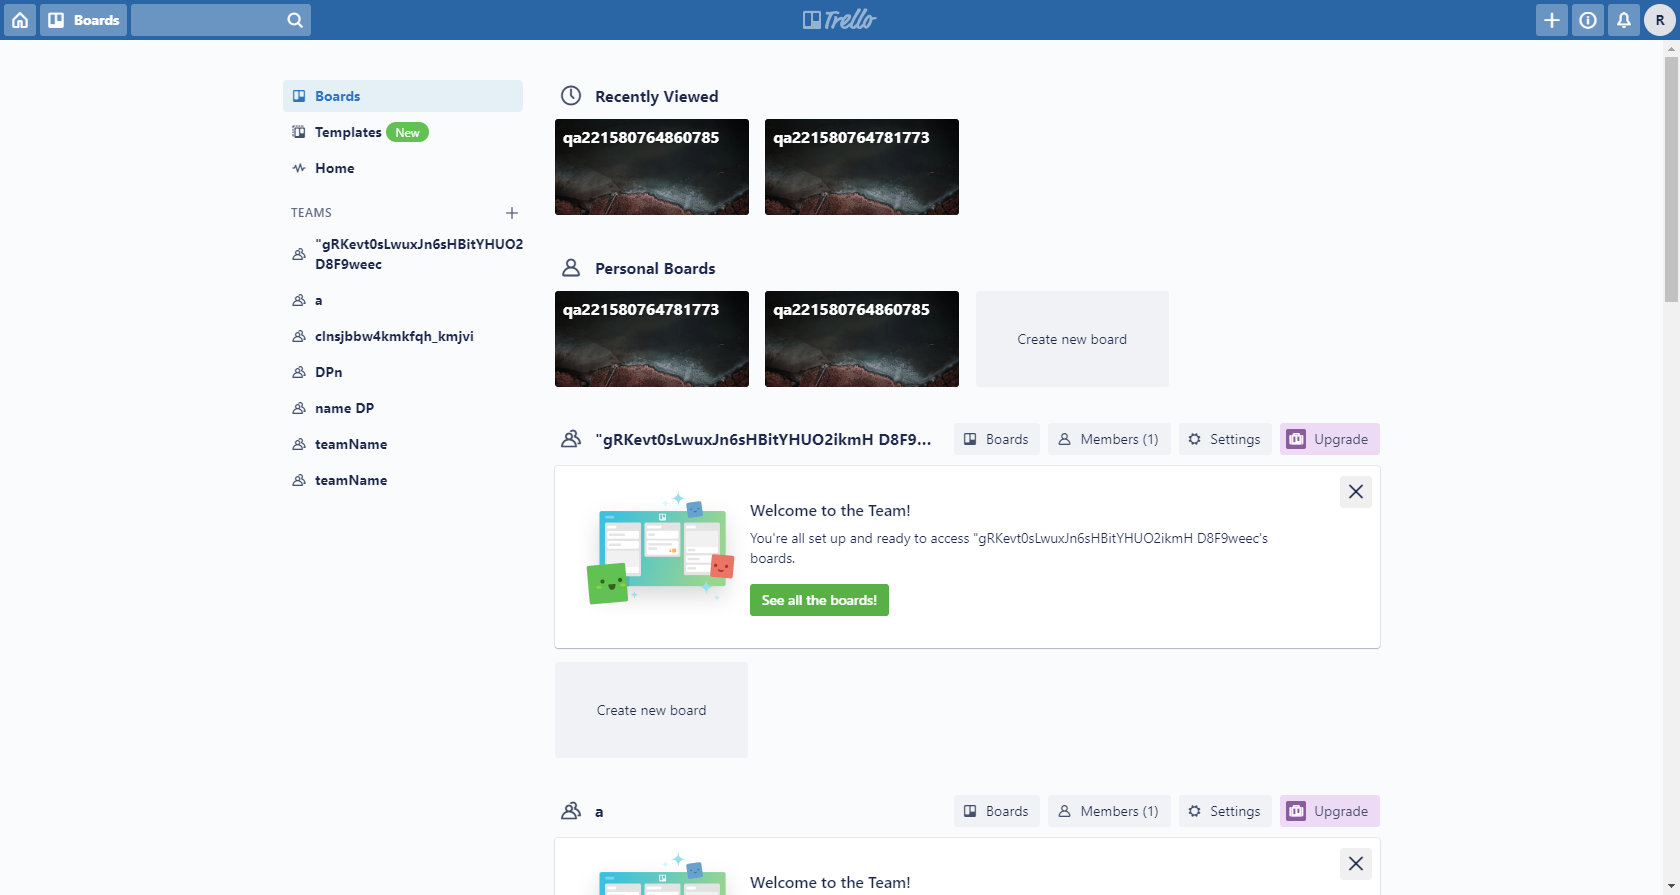 Boards
Trello
R
Boards
Templates New
Home
TEAMS
"gRKevt0sLwuxJn6sHBitYHUO2
D8F9weec
a
clnsjbbw4kmkfqh_kmjvi
DPn
name DP
teamName
teamName
Recently Viewed
qa221580764860785
qa221580764781773
Personal Boards
qa221580764781773
qa221580764860785
Create new board
"gRKevt0sLwuxJn6sHBitYHUO2ikmH D8F9...
Boards
Members (1)
Settings
Upgrade
Welcome to the Team!
You're all set up and ready to access "gRKevt0sLwuxJn6sHBitYHUO2ikmH D8F9weec's
boards.
See all the boards!
Create new board
a
Boards
Members (1)
Settings
Upgrade
Welcome to the Team!